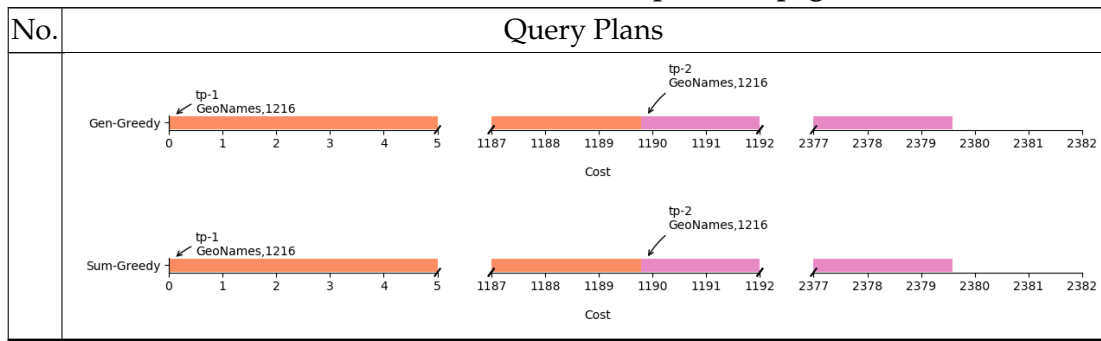 No. Query Plans
tp-1
GeoNames,1216
tp-2
GeoNames,1216
Gen-Greedy
0 1 2 3 4 5 1187 1188 1189 1190 1191 1192 2377 2378 2379 2380 2381 2382
Cost
tp-1
GeoNames,1216
tp-2
GeoNames,1216
Sum-Greedy
0 1 2 3 4 5 1187 1188 1189 1190 1191 1192 2377 2378 2379 2380 2381 2382
Cost